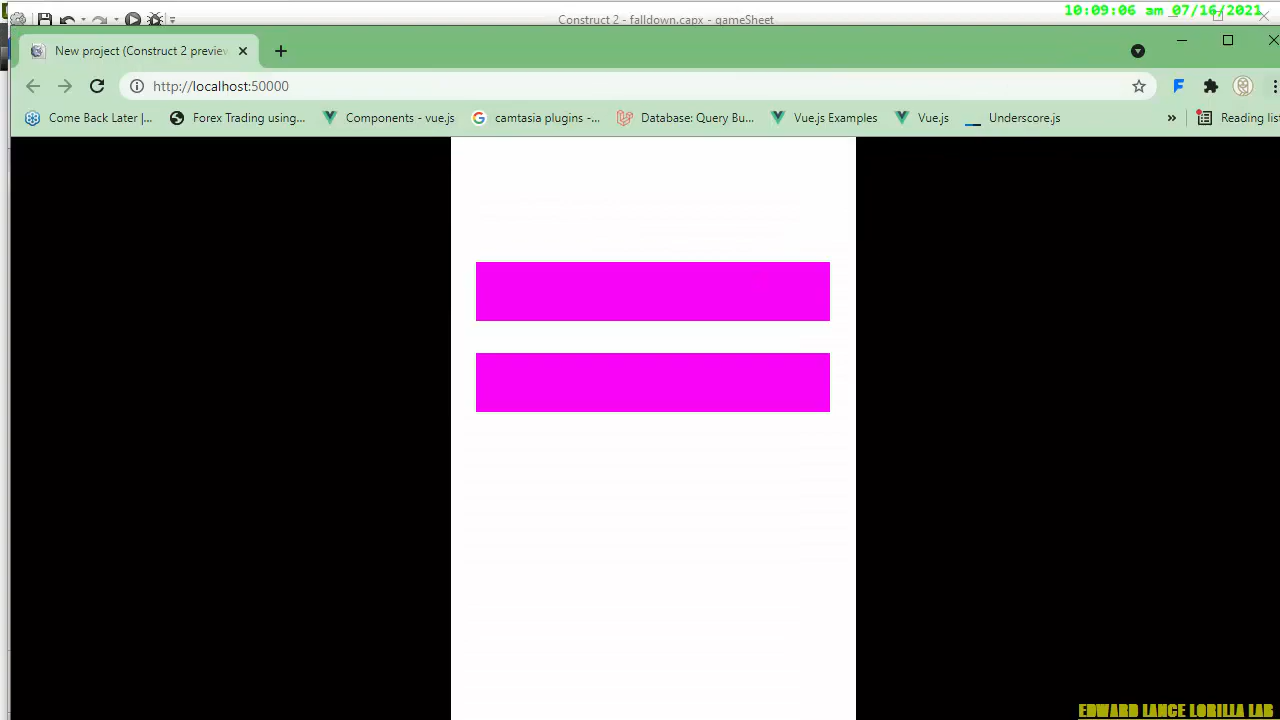 Construct 2 - falldown.capx - gameSheet
10:09:06 am 07/16/2021
New project (Construct 2 preview
http://localhost:50000
Come Back Later |...
Forex Trading using...
Components - vue.js
camtasia plugins -...
Database: Query Bu...
Vue.js Examples
Vue.js
Underscore.js
»
Reading list
EDWARD LANCE LORILLA LAB